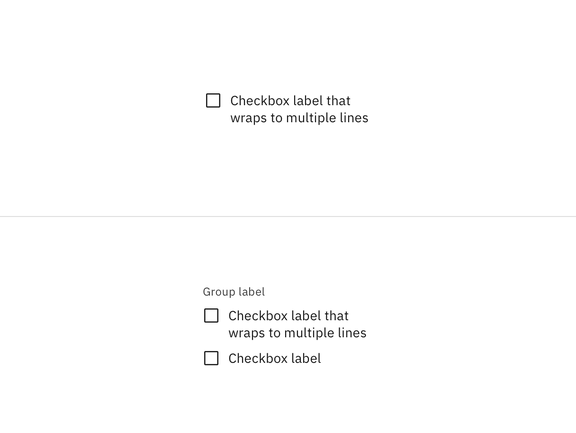 Checkbox label that
wraps to multiple lines
Group label
Checkbox label that
wraps to multiple lines
Checkbox label